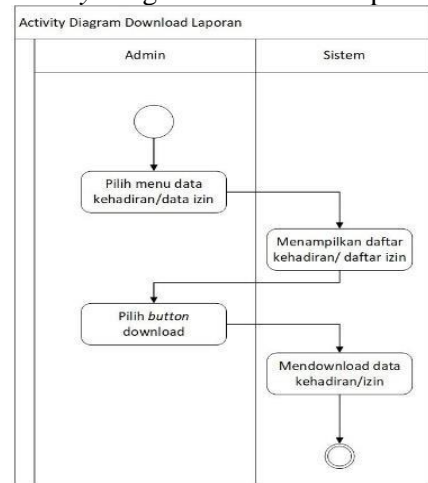 Activity Diagram Download Laporan
Admin
Sistem
Pilih menu data
kehadiran/data izin
Menampilkan daftar
kehadiran/ daftar izin
Pilih button
download
Mendownload data
kehadiran/izin